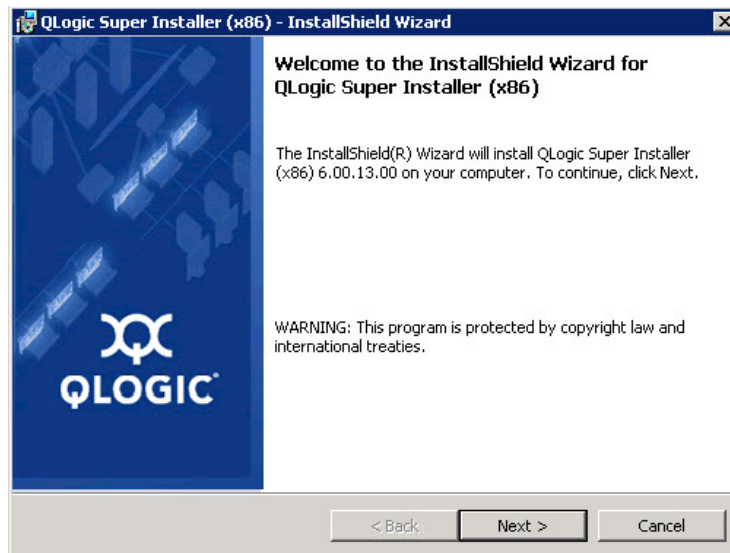 QLogic Super Installer (x86) - InstallShield Wizard
Welcome to the InstallShield Wizard for
QLogic Super Installer (x86)
The InstallShield(R) Wizard will install QLogic Super Installer
(x86) 6.00.13.00 on your computer. To continue, click Next.
WARNING: This program is protected by copyright law and
international treaties.
QLOGIC
< Back
Next >
Cancel